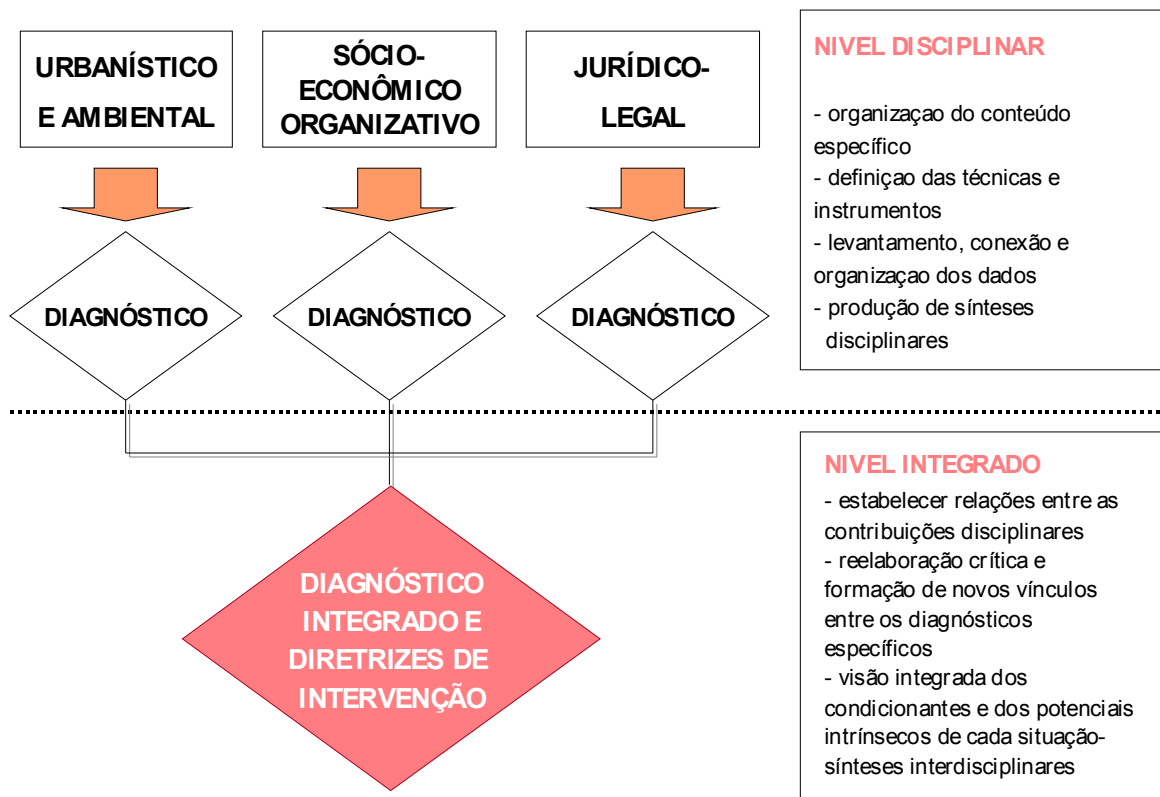 URBANÍSTICO
E AMBIENTAL
SÓCIO-
ECONÔMICO
ORGANIZATIVO
JURÍDICO-
LEGAL
DIAGNÓSTICO
DIAGNÓSTICO
DIAGNÓSTICO
NIVEL DISCIPLINAR
- organizaçao do conteúdo
específico
- definiçao das técnicas e
instrumentos
- levantamento, conexão e
organizaçao dos dados
- produção de sínteses
disciplinares
DIAGNÓSTICO
INTEGRADO E
DIRETRIZES DE
INTERVENÇÃO
NIVEL INTEGRADO
- estabelecer relações entre as
contribuições disciplinares
- reelaboração crítica e
formação de novos vínculos
entre os diagnósticos
específicos
- visão integrada dos
condicionantes e dos potenciais
intrínsecos de cada situação-
sínteses interdisciplinares